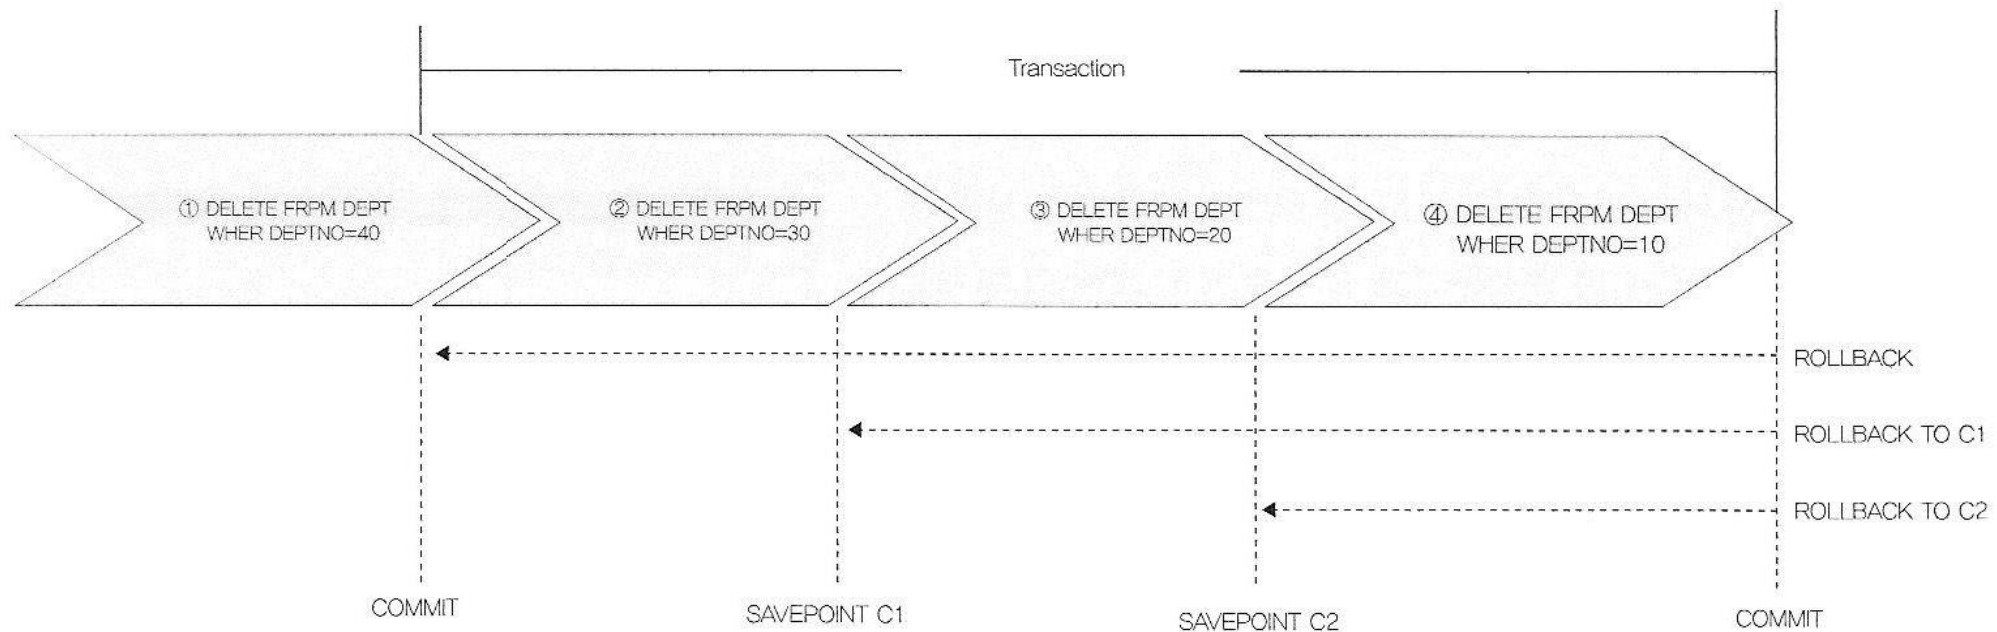 Transaction
① DELETE FRPM DEPT
WHER DEPTNO=40
② DELETE FRPM DEPT
WHER DEPTNO=30
③ DELETE FRPM DEPT
WHER DEPTNO=20
④ DELETE FRPM DEPT
WHER DEPTNO=10
ROLLBACK
ROLLBACK TO C1
ROLLBACK TO C2
COMMIT
SAVEPOINT C1
SAVEPOINT C2
COMMIT